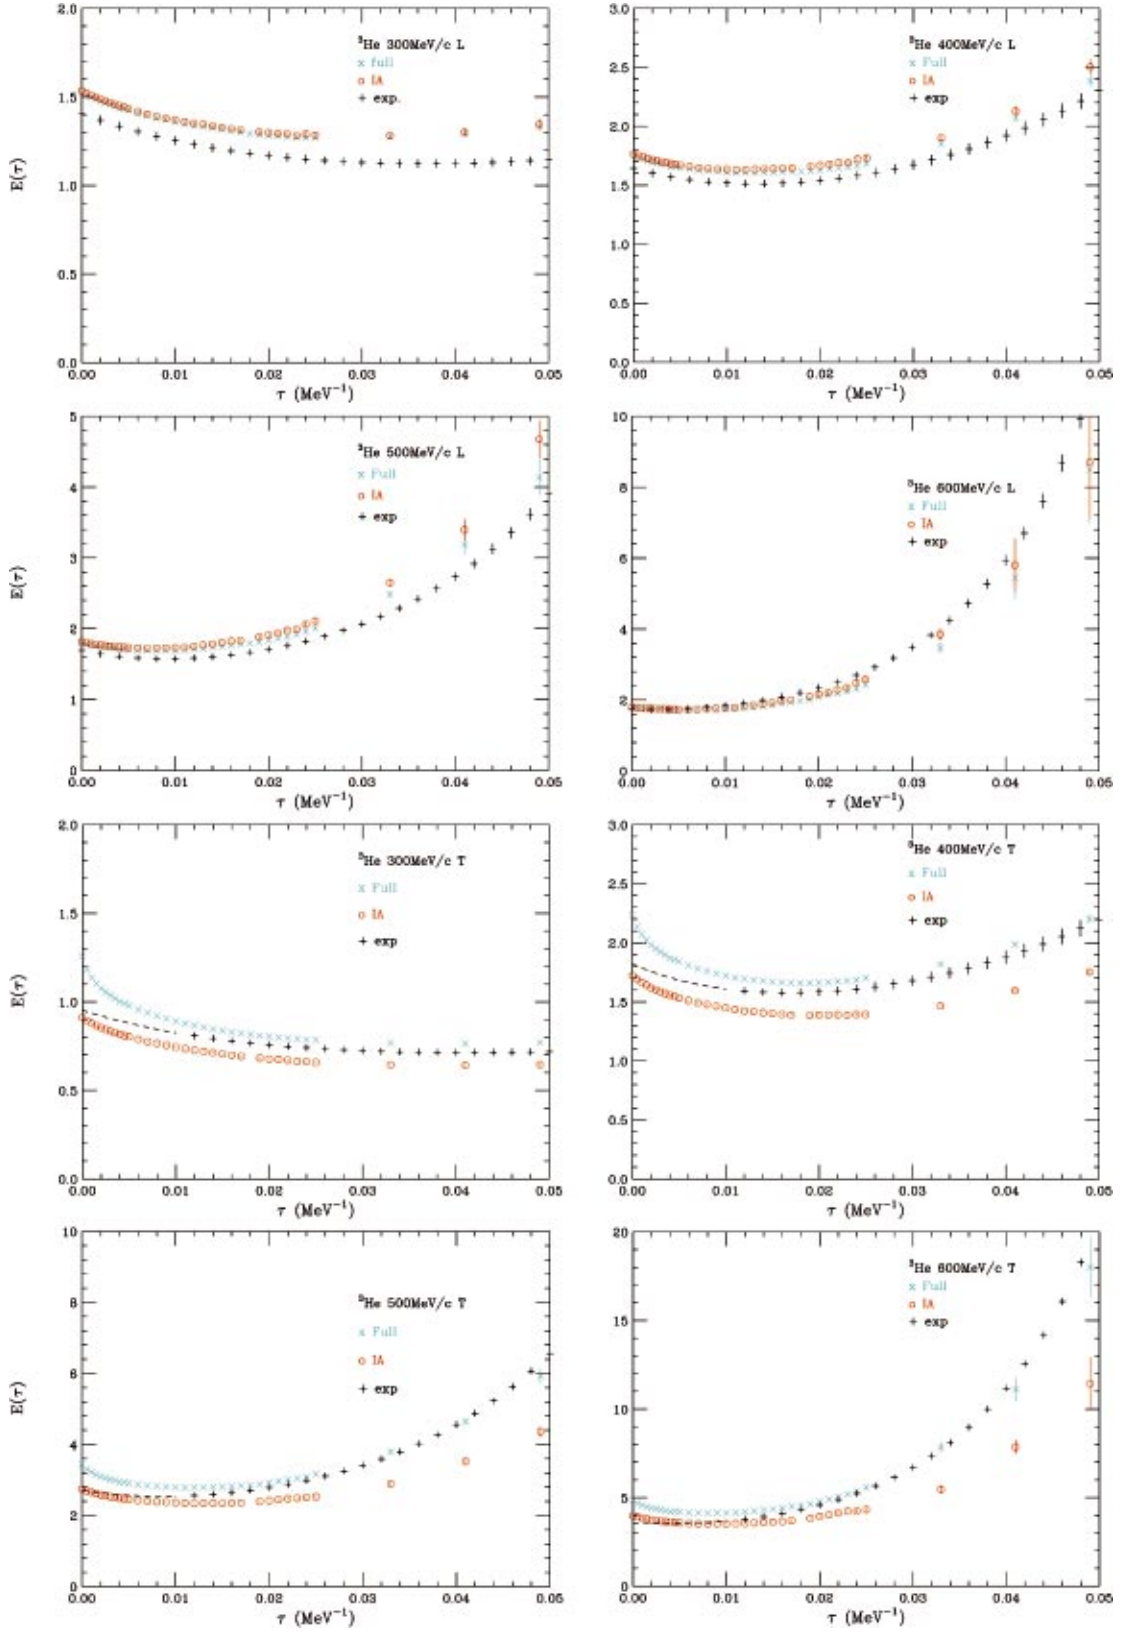 2.0
1.5
1.0
0.5
0.0
E(τ)
³He 300MeV/c L
× full
o IA
+ exp.
0.00 0.01 0.02 0.03 0.04 0.05
τ (MeV⁻¹)
3.0
2.5
2.0
1.5
1.0
0.5
0.0
³He 400MeV/c L
× Full
o IA
+ exp
0.00 0.01 0.02 0.03 0.04 0.05
τ (MeV⁻¹)
5
4
3
2
1
0
E(τ)
³He 500MeV/c L
× Full
o IA
+ exp
0.00 0.01 0.02 0.03 0.04 0.05
τ (MeV⁻¹)
10
8
6
4
2
0
³He 600MeV/c L
× Full
o IA
+ exp
0.00 0.01 0.02 0.03 0.04 0.05
τ (MeV⁻¹)
2.0
1.5
1.0
0.5
0.0
E(τ)
³He 300MeV/c T
× Full
o IA
+ exp
0.00 0.01 0.02 0.03 0.04 0.05
τ (MeV⁻¹)
3.0
2.5
2.0
1.5
1.0
0.5
0.0
³He 400MeV/c T
× Full
o IA
+ exp
0.00 0.01 0.02 0.03 0.04 0.05
τ (MeV⁻¹)
10
8
6
4
2
0
E(τ)
³He 500MeV/c T
× Full
o IA
+ exp
0.00 0.01 0.02 0.03 0.04 0.05
τ (MeV⁻¹)
20
15
10
5
0
³He 600MeV/c T
× Full
o IA
+ exp
0.00 0.01 0.02 0.03 0.04 0.05
τ (MeV⁻¹)